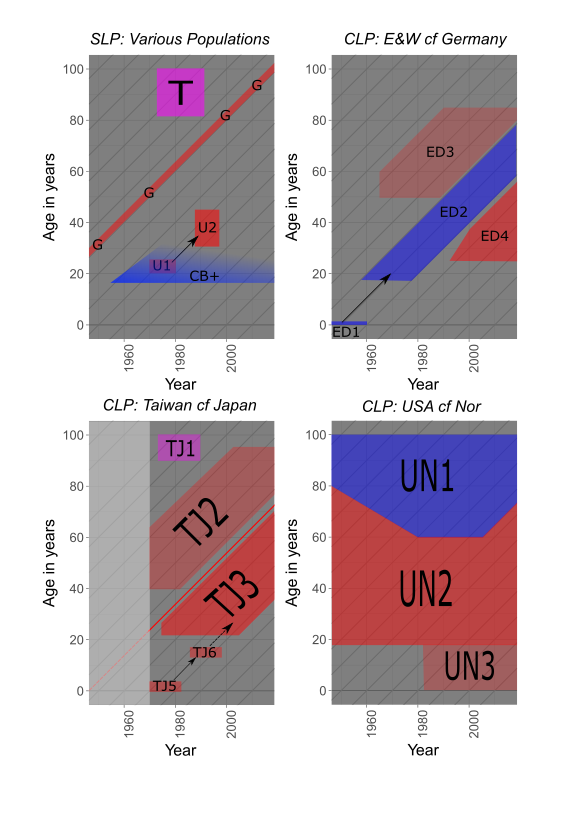 SLP: Various Populations
Age in years
100
80
60
40
20
0
T
G
G
G
G
U2
U1
CB+
1960
1980
2000
Year
CLP: E&W cf Germany
Age in years
100
80
60
40
20
0
ED3
ED2
ED4
ED1
1960
1980
2000
Year
CLP: Taiwan cf Japan
Age in years
100
80
60
40
20
0
TJ1
TJ2
TJ3
TJ6
TJ5
1960
1980
2000
Year
CLP: USA cf Nor
Age in years
100
80
60
40
20
0
UN1
UN2
UN3
1960
1980
2000
Year